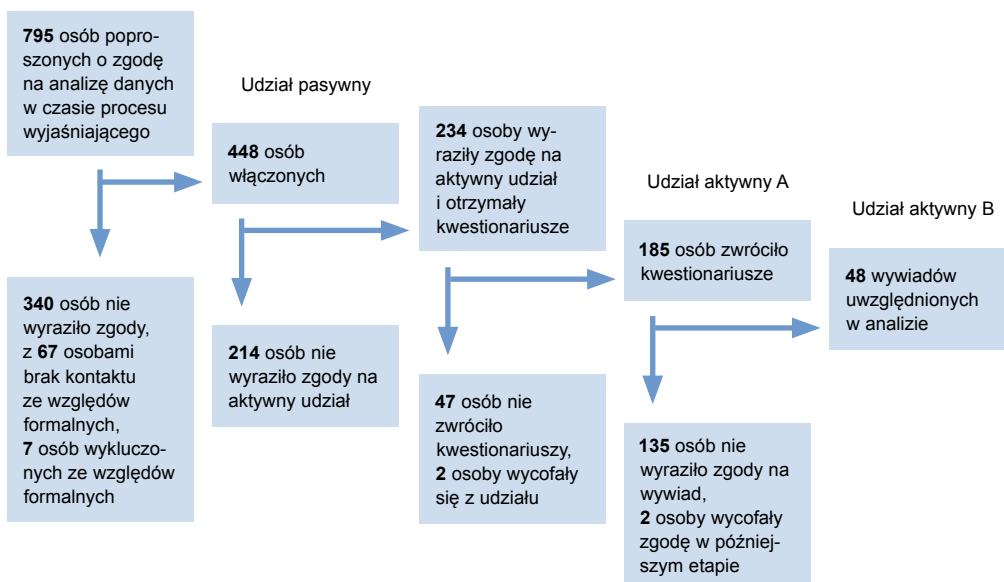 795 osób popro-
szonych o zgodę
na analizę danych
w czasie procesu
wyjaśniającego
340 osób nie
wyraziło zgody,
z 67 osobami
brak kontaktu
ze względów
formalnych,
7 osób wykluczo-
nych ze względów
formalnych
Udział pasywny
448 osób
włączonych
214 osób nie
wyraziło zgody na
aktywny udział
234 osoby wy-
raziły zgodę na
aktywny udział
i otrzymały
kwestionariusze
47 osób nie
zwróciło
kwestionariuszy,
2 osoby wycofały
się z udziału
Udział aktywny A
185 osób zwróciło
kwestionariusze
135 osób nie
wyraziło zgody na
wywiad,
2 osoby wycofały
zgodę w później-
szym etapie
Udział aktywny B
48 wywiadów
uwzględnionych
w analizie